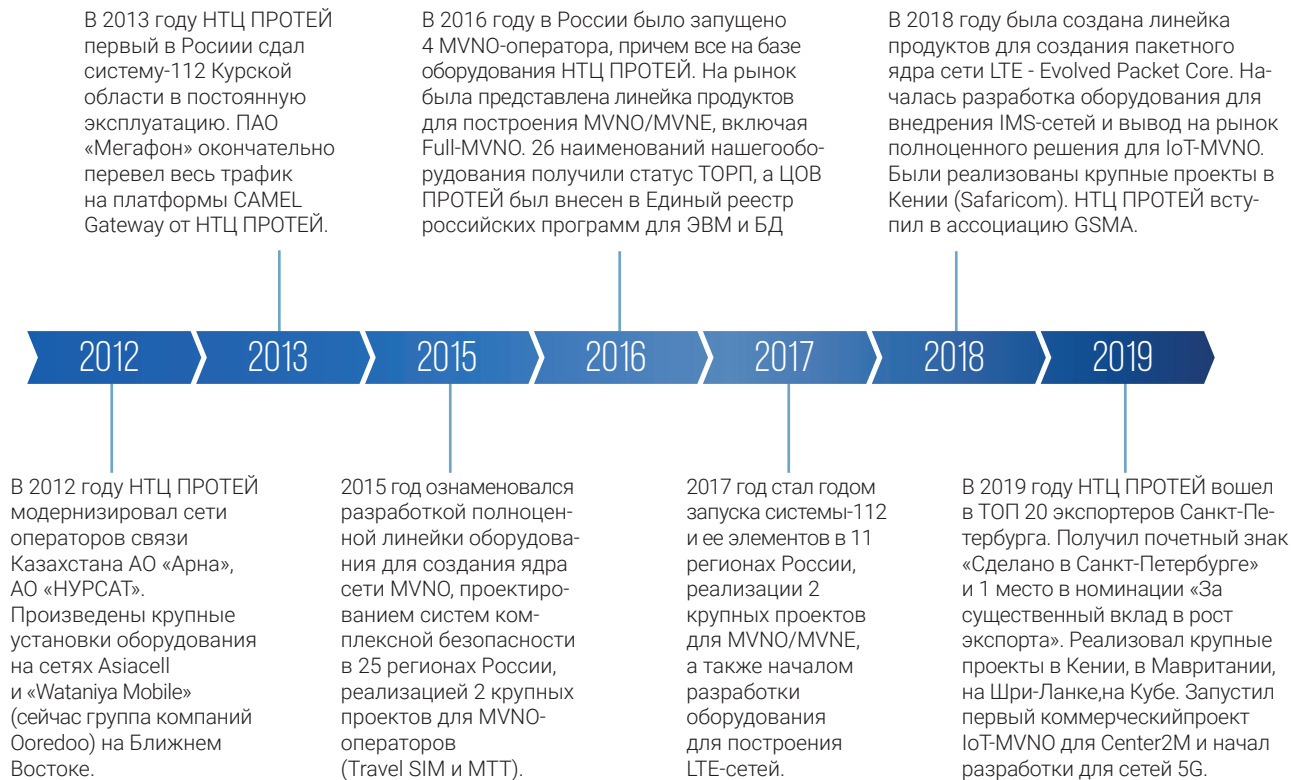 В 2013 году НТЦ ПРОТЕЙ
первый в Росиии сдал
систему-112 Курской
области в постоянную
эксплуатацию. ПАО
«Мегафон» окончательно
перевел весь трафик
на платформы CAMEL
Gateway от НТЦ ПРОТЕЙ.
В 2016 году в России было запущено
4 MVNO-оператора, причем все на базе
оборудования НТЦ ПРОТЕЙ. На рынок
была представлена линейка продуктов
для построения MVNO/MVNE, включая
Full-MVNO. 26 наименований нашегообо-
рудования получили статус ТОРП, а ЦОВ
ПРОТЕЙ был внесен в Единый реестр
российских программ для ЭВМ и БД
В 2018 году была создана линейка
продуктов для создания пакетного
ядра сети LTE - Evolved Packet Core. На-
чалась разработка оборудования для
внедрения IMS-сетей и вывод на рынок
полноценного решения для IoT-MVNO.
Были реализованы крупные проекты в
Кении (Safaricom). НТЦ ПРОТЕЙ всту-
пил в ассоциацию GSMA.
2012
2013
2015
2016
2017
2018
2019
В 2012 году НТЦ ПРОТЕЙ
модернизировал сети
операторов связи
Казахстана АО «Арна»,
АО «НУРСАТ».
Произведены крупные
установки оборудования
на сетях Asiacell
и «Wataniya Mobile»
(сейчас группа компаний
Ooredoo) на Ближнем
Востоке.
2015 год ознаменовался
разработкой полноцен-
ной линейки оборудова-
ния для создания ядра
сети MVNO, проектиро-
ванием систем ком-
плексной безопасности
в 25 регионах России,
реализацией 2 крупных
проектов для MVNO-
операторов
(Travel SIM и МТТ).
2017 год стал годом
запуска системы-112
и ее элементов в 11
регионах России,
реализации 2
крупных проектов
для MVNO/MVNE,
а также началом
разработки
оборудования
для построения
LTE-сетей.
В 2019 году НТЦ ПРОТЕЙ вошел
в ТОП 20 экспортеров Санкт-Пе-
тербурга. Получил почетный знак
«Сделано в Санкт-Петербурге»
и 1 место в номинации «За
существенный вклад в рост
экспорта». Реализовал крупные
проекты в Кении, в Мавритании,
на Шри-Ланке,на Кубе. Запустил
первый коммерческийпроект
IoT-MVNO для Center2M и начал
разработки для сетей 5G.